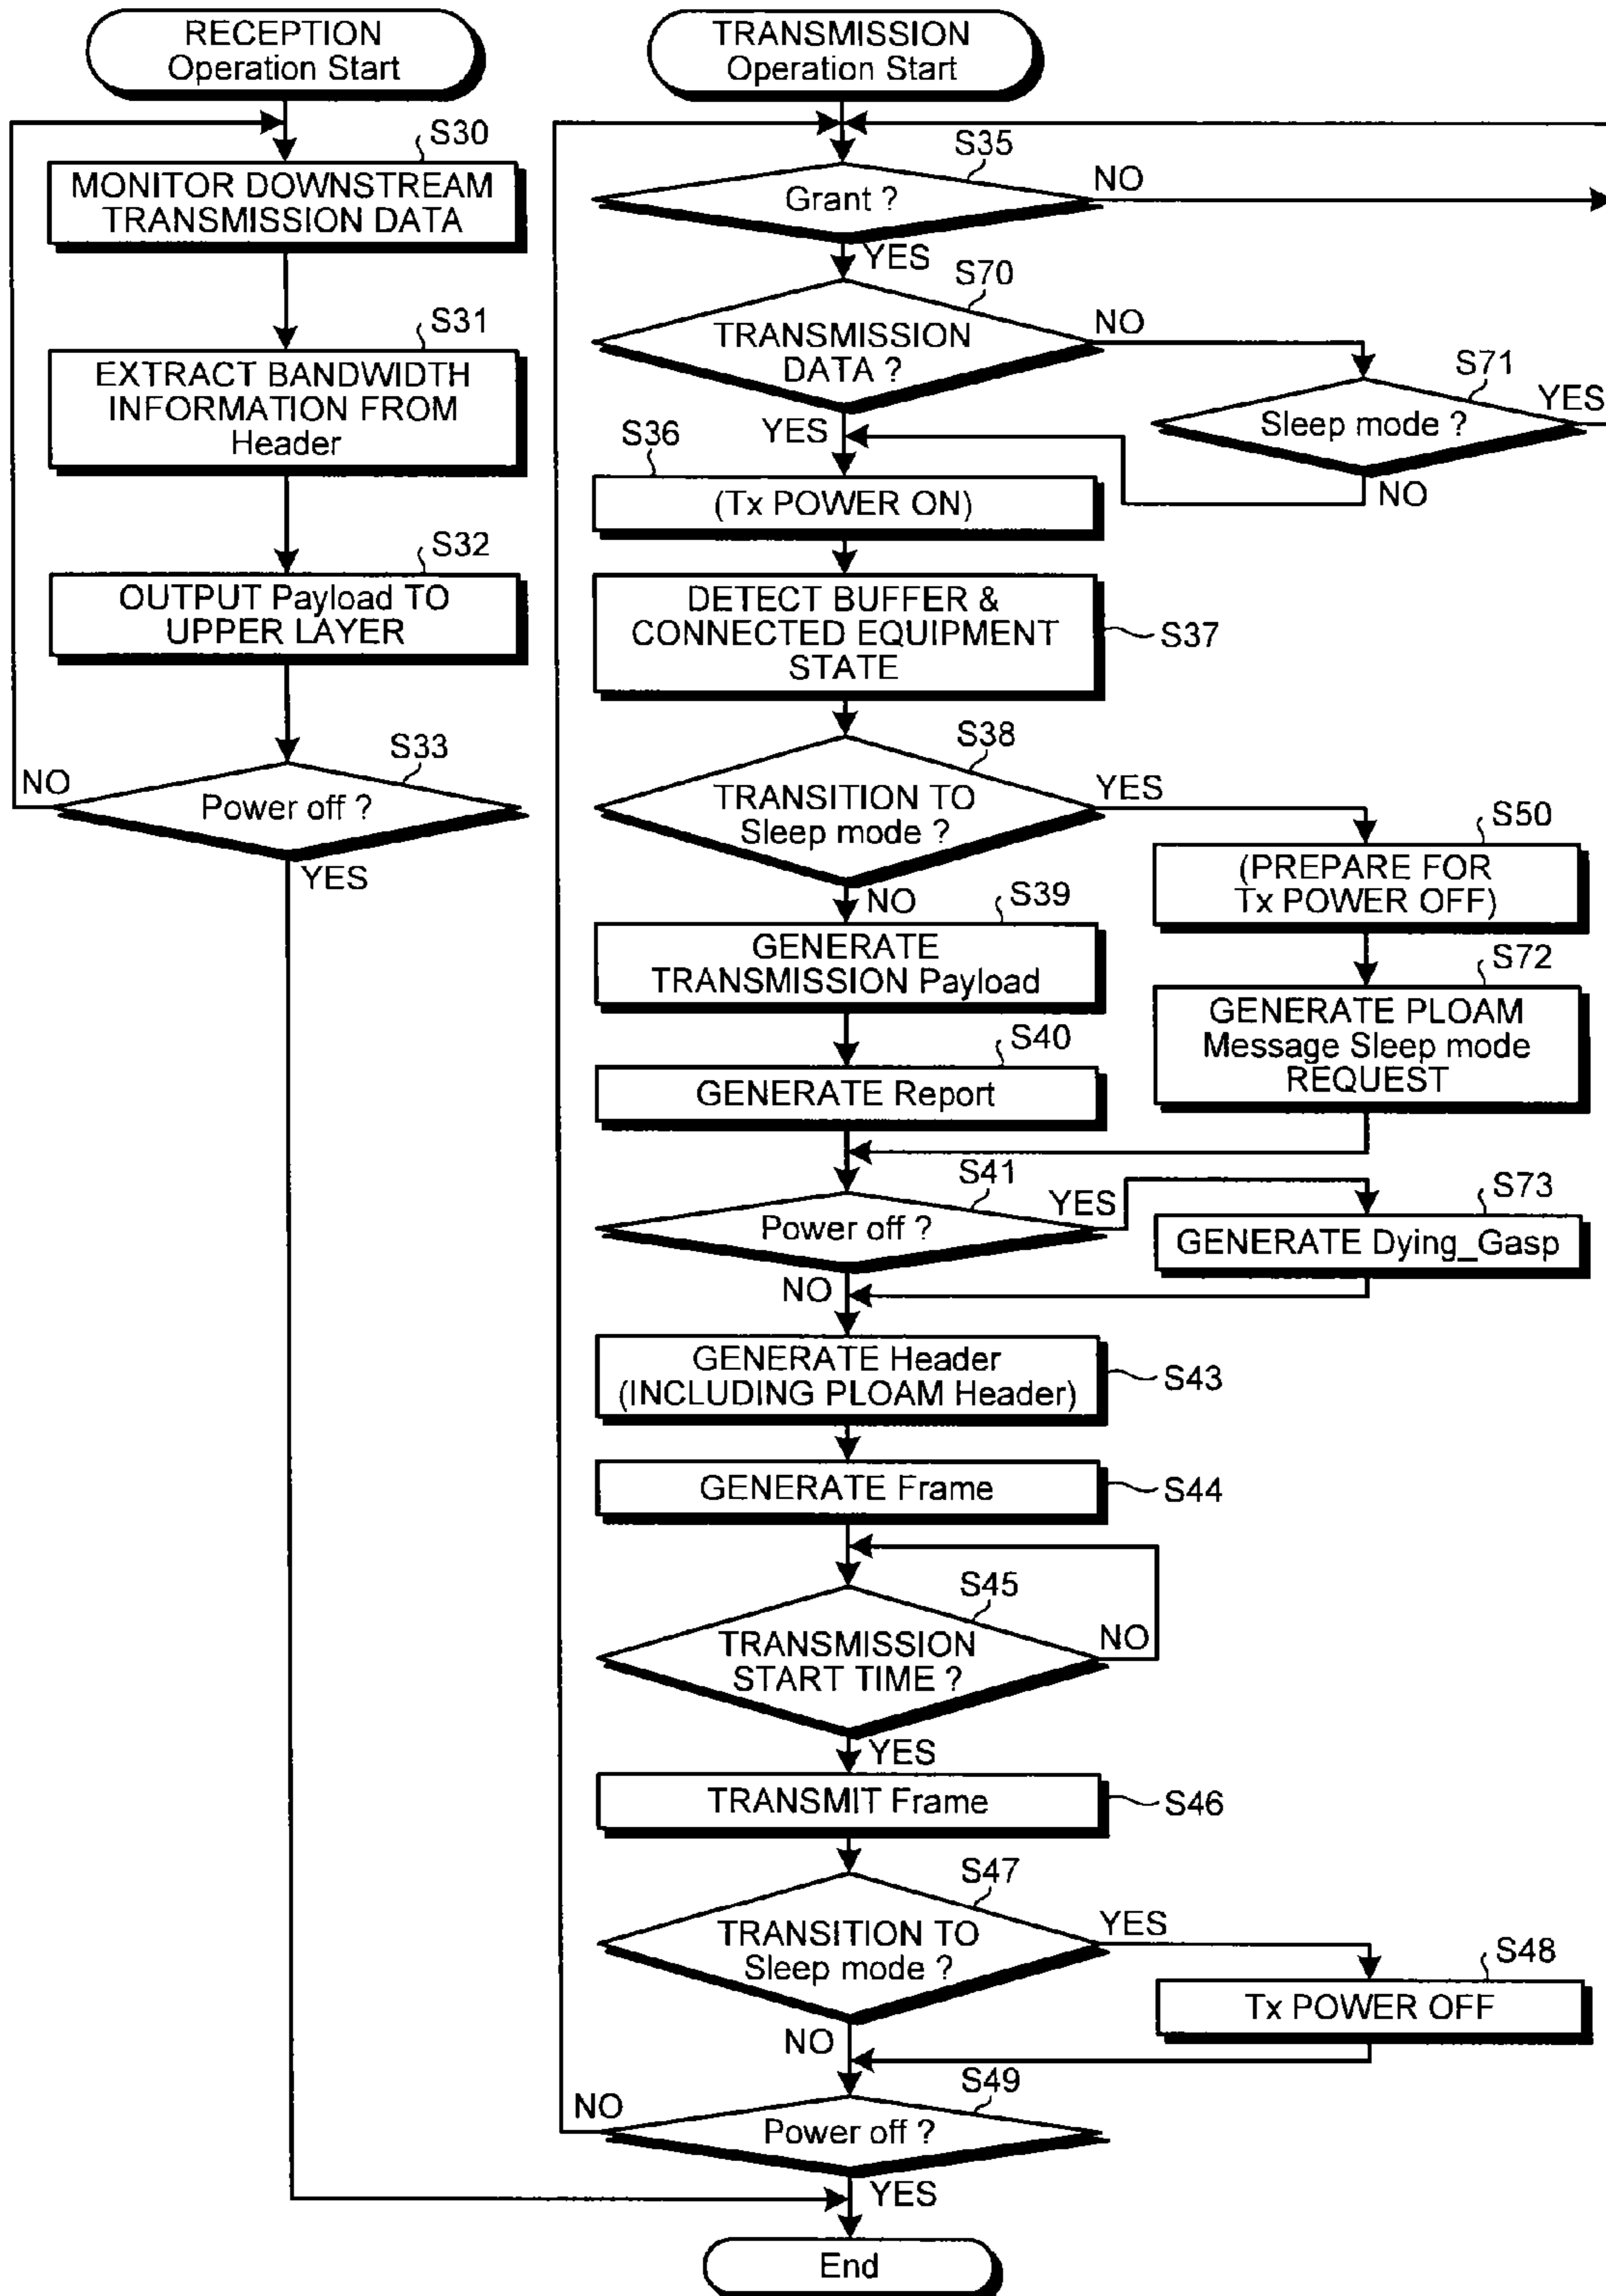 RECEPTION
Operation Start
S30
MONITOR DOWNSTREAM
TRANSMISSION DATA
S31
EXTRACT BANDWIDTH
INFORMATION FROM
Header
S32
OUTPUT Payload TO
UPPER LAYER
S33
NO
Power off ?
YES
TRANSMISSION
Operation Start
S35
Grant ?
NO
YES
S70
TRANSMISSION
DATA ?
NO
S71
Sleep mode ?
YES
NO
YES
S36
(Tx POWER ON)
DETECT BUFFER &
CONNECTED EQUIPMENT
STATE
S37
S38
TRANSITION TO
Sleep mode ?
YES
S50
(PREPARE FOR
Tx POWER OFF)
S72
GENERATE PLOAM
Message Sleep mode
REQUEST
NO
S39
GENERATE
TRANSMISSION Payload
S40
GENERATE Report
S41
Power off ?
YES
S73
GENERATE Dying_Gasp
NO
GENERATE Header
(INCLUDING PLOAM Header)
S43
GENERATE Frame
S44
S45
TRANSMISSION
START TIME ?
NO
YES
TRANSMIT Frame
S46
S47
TRANSITION TO
Sleep mode ?
YES
S48
Tx POWER OFF
NO
S49
NO
Power off ?
YES
End